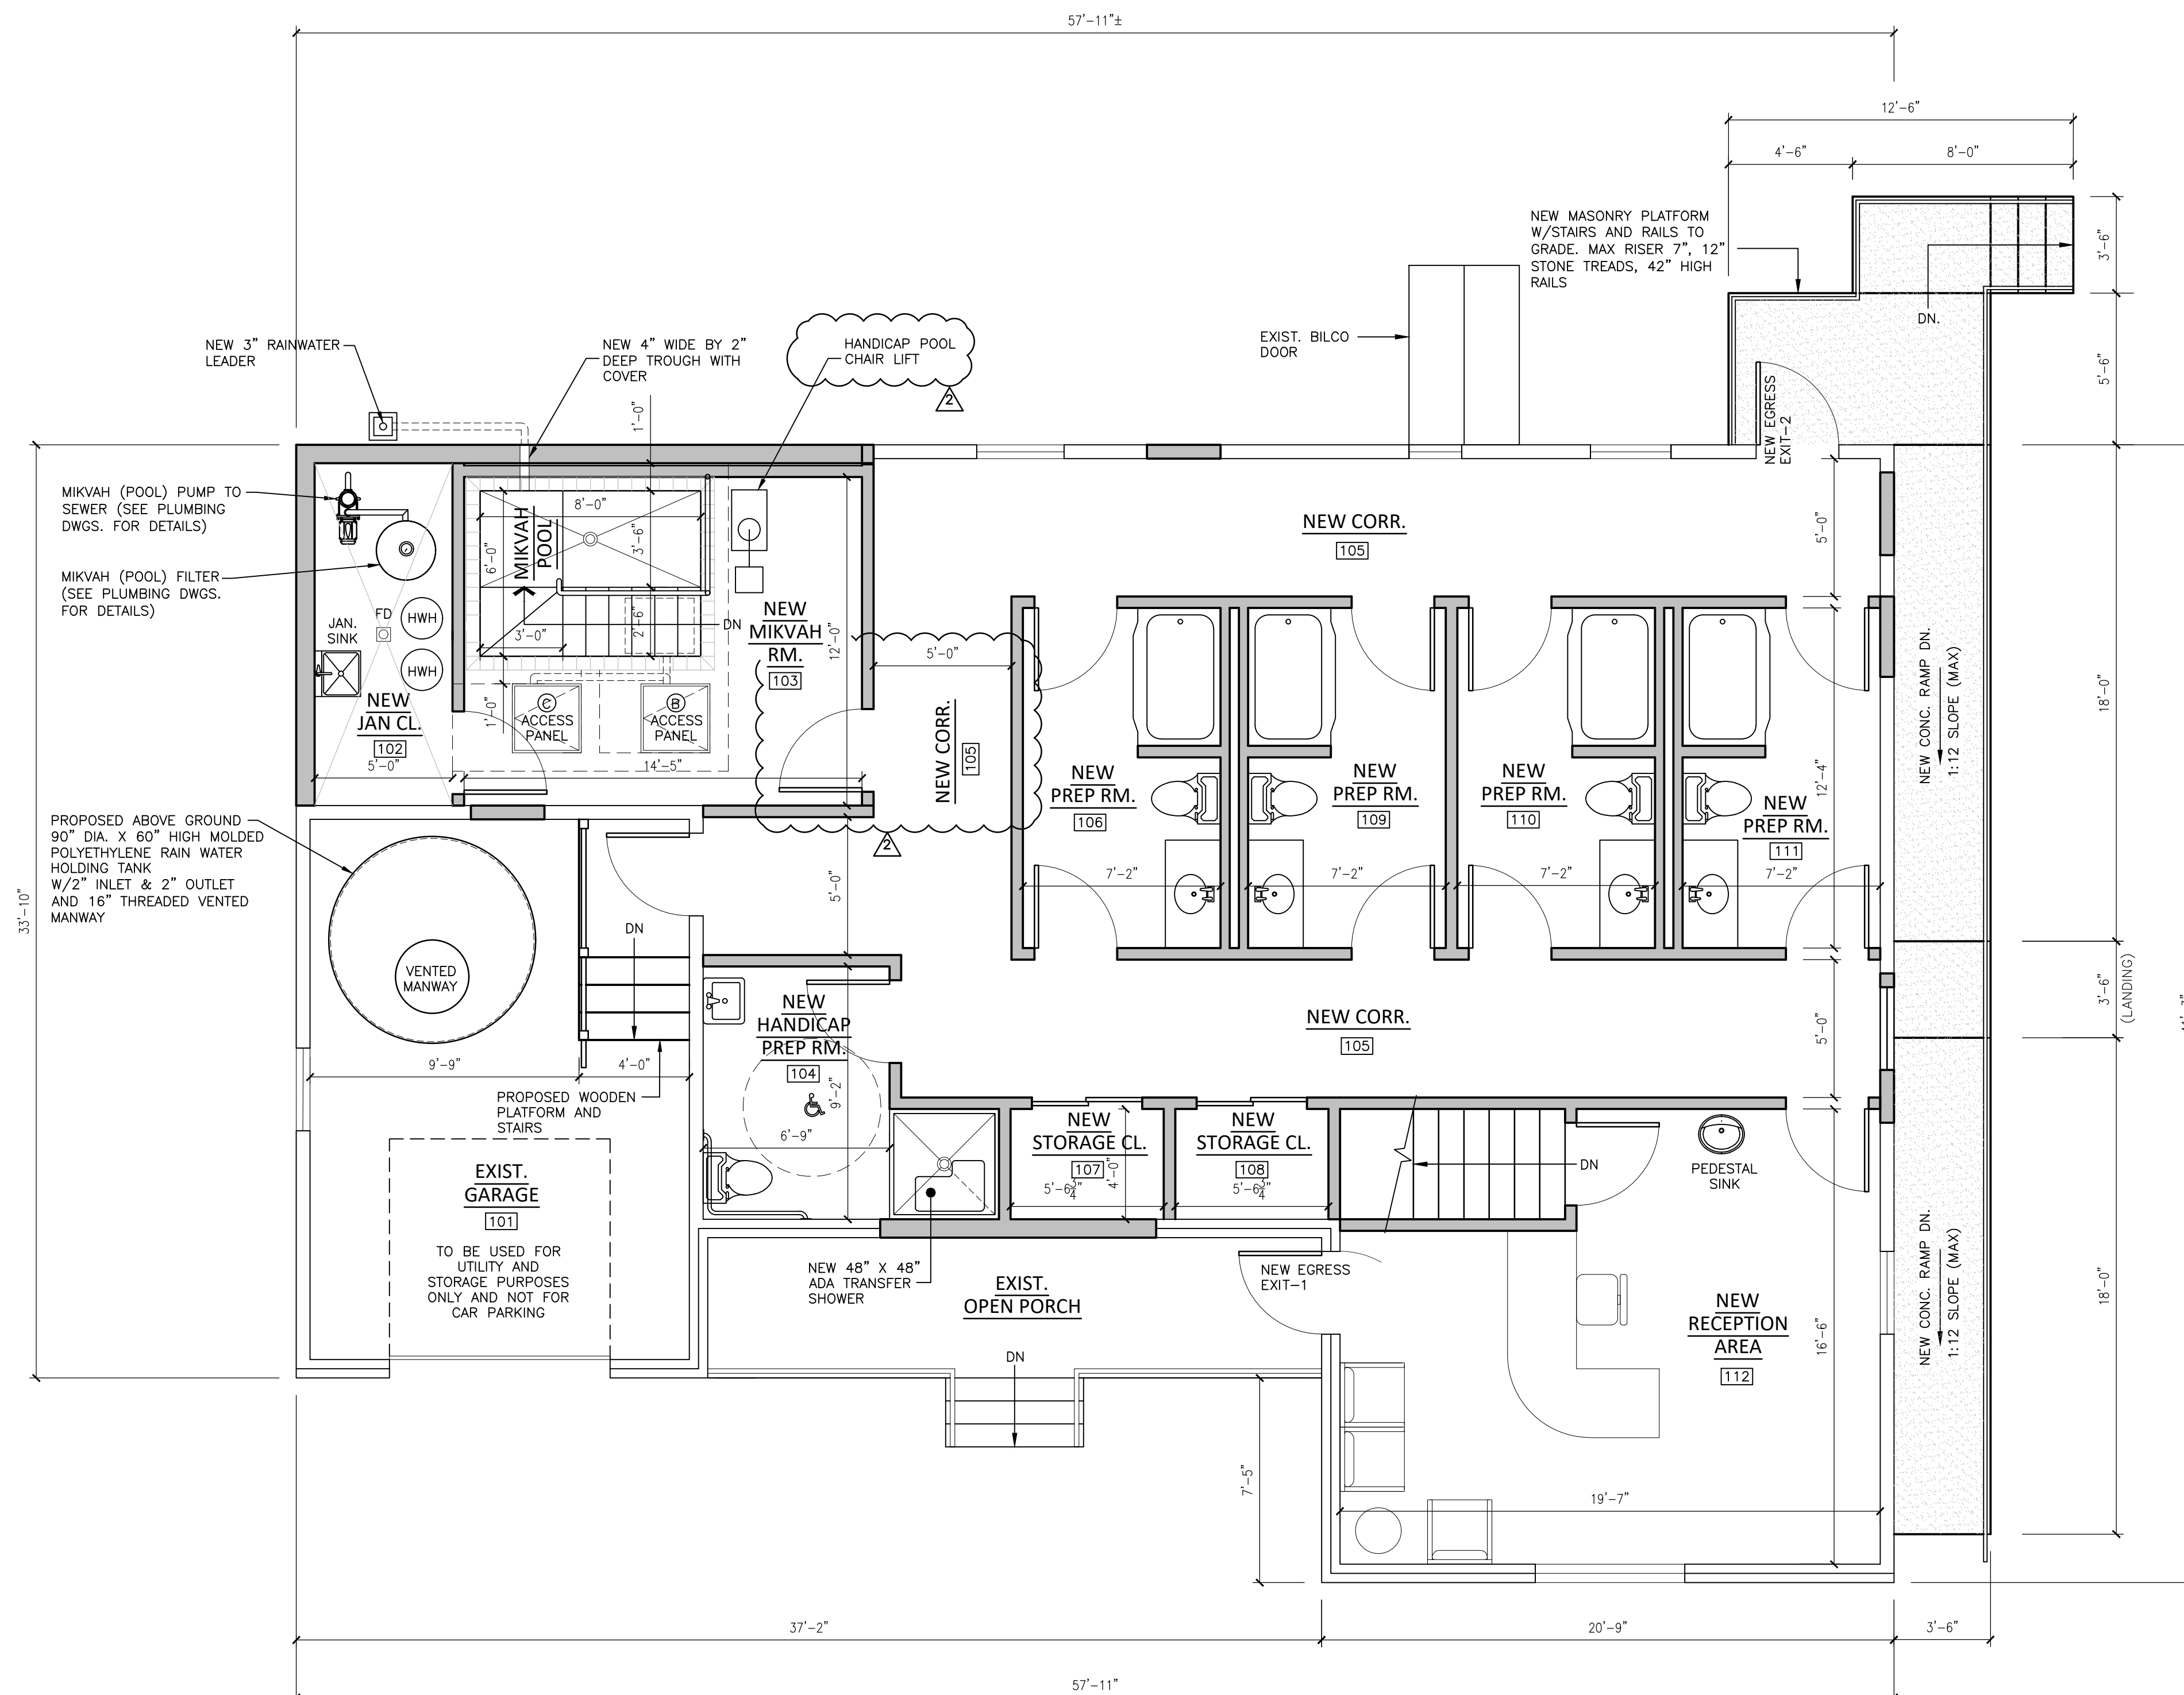 57'-11"±
12'-6"
4'-6"
8'-0"
NEW MASONRY PLATFORM
W/STAIRS AND RAILS TO
GRADE. MAX RISER 7", 12"
STONE TREADS, 42" HIGH
RAILS
3'-6"
DN.
5'-6"
EXIST. BILCO
DOOR
NEW EGRESS
EXIT-2
HANDICAP POOL
CHAIR LIFT
2
NEW 3" RAINWATER
LEADER
NEW 4" WIDE BY 2"
DEEP TROUGH WITH
COVER
1'-0"
MIKVAH (POOL) PUMP TO
SEWER (SEE PLUMBING
DWGS. FOR DETAILS)
MIKVAH (POOL) FILTER
(SEE PLUMBING DWGS.
FOR DETAILS)
JAN.
SINK
FD
HWH
HWH
NEW
JAN CL.
102
5'-0"
MIKVAH
POOL
8'-0"
6'-0"
3'-6"
3'-0"
2'-6"
DN
1'-0"
C
ACCESS
PANEL
B
ACCESS
PANEL
14'-5"
NEW
MIKVAH
RM.
103
12'-0"
5'-0"
NEW CORR.
105
2
NEW CORR.
105
5'-0"
NEW
PREP RM.
106
7'-2"
NEW
PREP RM.
109
7'-2"
NEW
PREP RM.
110
7'-2"
NEW
PREP RM.
111
7'-2"
12'-4"
NEW CONC. RAMP DN.
1:12 SLOPE (MAX)
18'-0"
3'-6"
(LANDING)
33'-10"
PROPOSED ABOVE GROUND
90" DIA. X 60" HIGH MOLDED
POLYETHYLENE RAIN WATER
HOLDING TANK
W/2" INLET & 2" OUTLET
AND 16" THREADED VENTED
MANWAY
VENTED
MANWAY
DN
9'-9"
4'-0"
PROPOSED WOODEN
PLATFORM AND
STAIRS
EXIST.
GARAGE
101
TO BE USED FOR
UTILITY AND
STORAGE PURPOSES
ONLY AND NOT FOR
CAR PARKING
5'-0"
NEW
HANDICAP
PREP RM.
104
9'-2"
6'-9"
NEW CORR.
105
5'-0"
NEW
STORAGE CL.
107
5'-6 3/4"
4'-0"
NEW
STORAGE CL.
108
5'-6 3/4"
DN
PEDESTAL
SINK
NEW 48" X 48"
ADA TRANSFER
SHOWER
EXIST.
OPEN PORCH
NEW EGRESS
EXIT-1
DN
NEW
RECEPTION
AREA
112
16'-6"
19'-7"
7'-5"
NEW CONC. RAMP DN.
1:12 SLOPE (MAX)
18'-0"
37'-2"
20'-9"
3'-6"
57'-11"